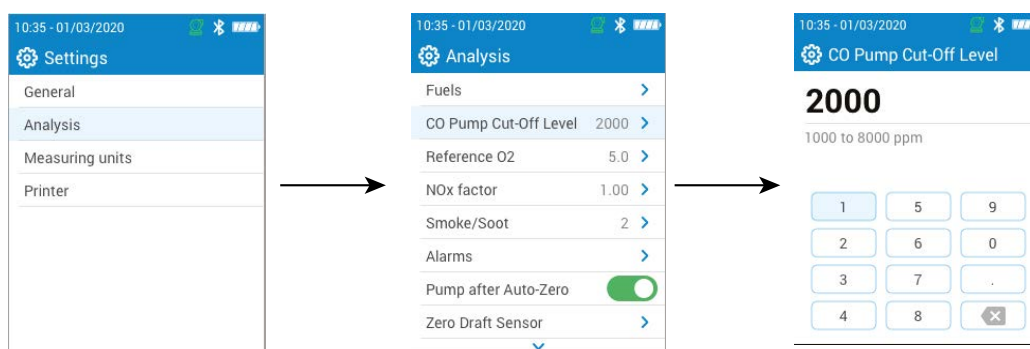 10:35 - 01/03/2020
Settings
General
Analysis
Measuring units
Printer
10:35 - 01/03/2020
Analysis
Fuels
CO Pump Cut-Off Level 2000
Reference O2 5.0
NOx factor 1.00
Smoke/Soot 2
Alarms
Pump after Auto-Zero
Zero Draft Sensor
10:35 - 01/03/2020
CO Pump Cut-Off Level
2000
1000 to 8000 ppm
1 5 9
2 6 0
3 7 .
4 8